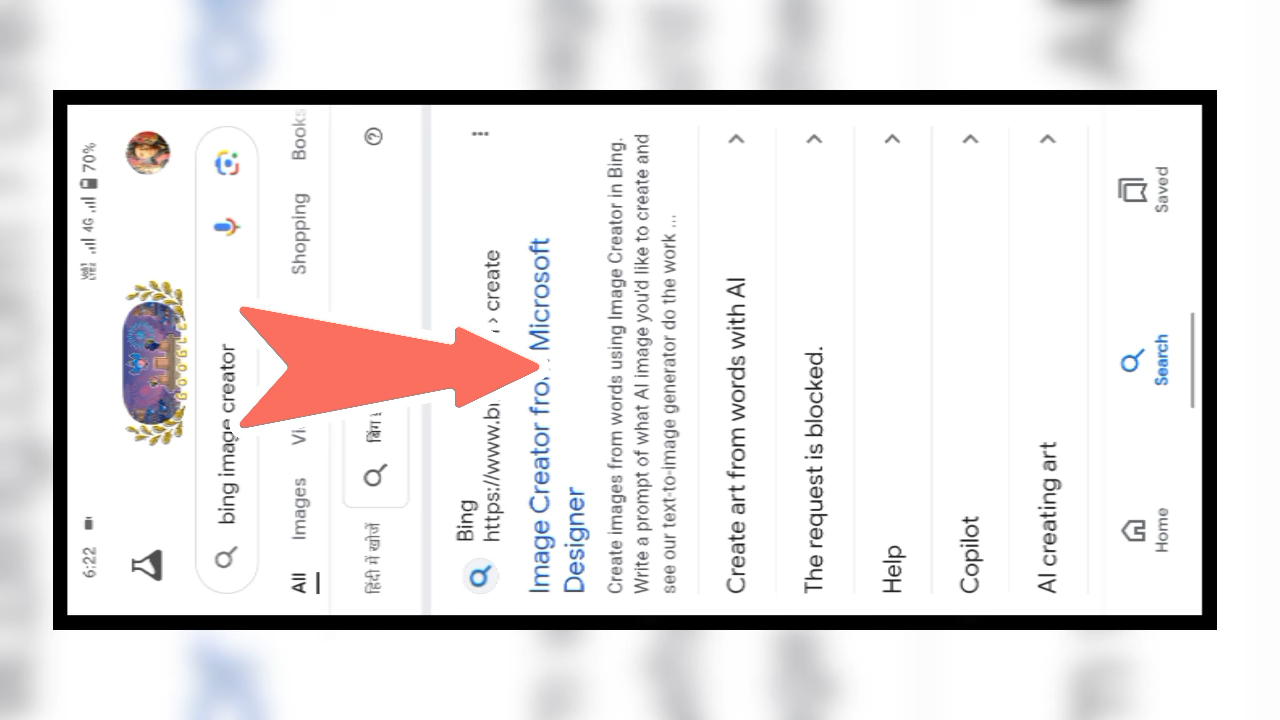 6:22 4G 70%
bing image creator
All Images Shopping Books
हिंदी में खोजें बिंग
Bing
https://www.bi › create
Image Creator from Microsoft
Designer
Create images from words using Image Creator in Bing.
Write a prompt of what AI image you'd like to create and
see our text-to-image generator do the work ...
Create art from words with AI
The request is blocked.
Help
Copilot
AI creating art
Home Search Saved